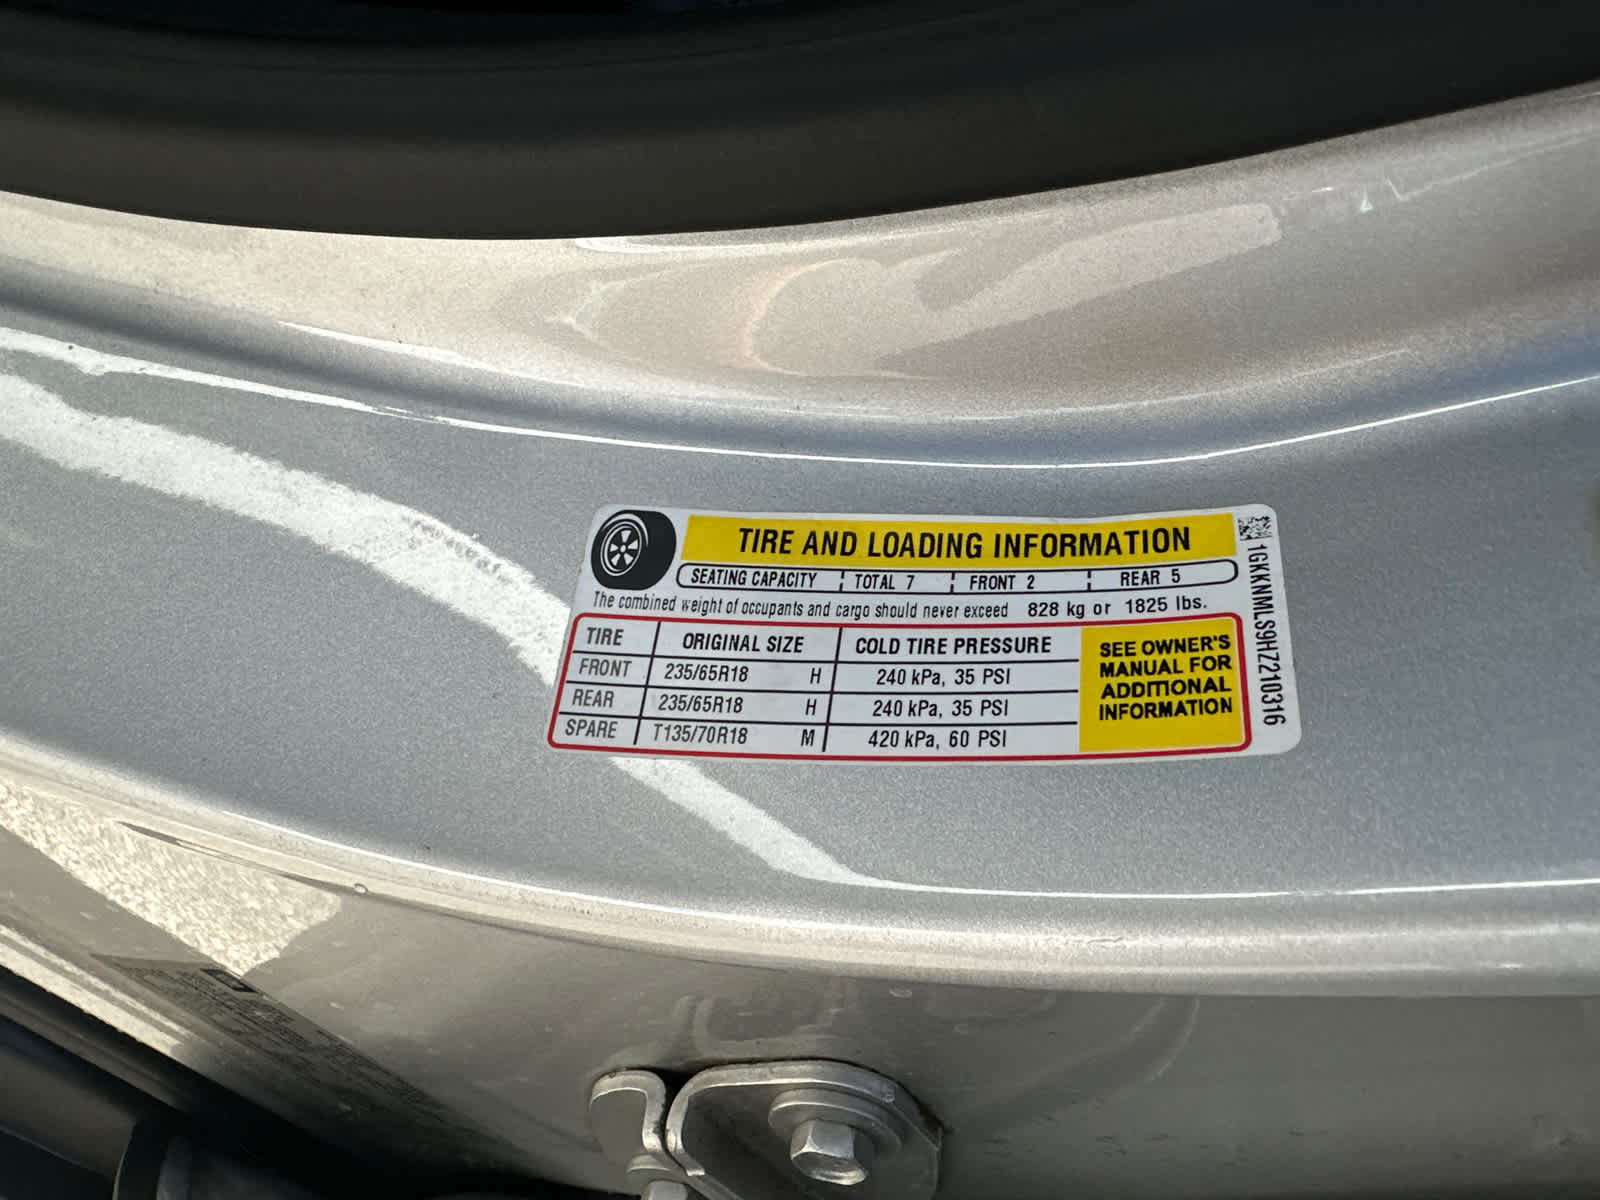 TIRE AND LOADING INFORMATION
SEATING CAPACITY TOTAL 7 FRONT 2 REAR 5
The combined weight of occupants and cargo should never exceed 828 kg or 1825 lbs.
TIRE ORIGINAL SIZE COLD TIRE PRESSURE
FRONT 235/65R18 H 240 kPa, 35 PSI
REAR 235/65R18 H 240 kPa, 35 PSI
SPARE T135/70R18 M 420 kPa, 60 PSI
SEE OWNER'S
MANUAL FOR
ADDITIONAL
INFORMATION
1GKKNMLS9HZ210316